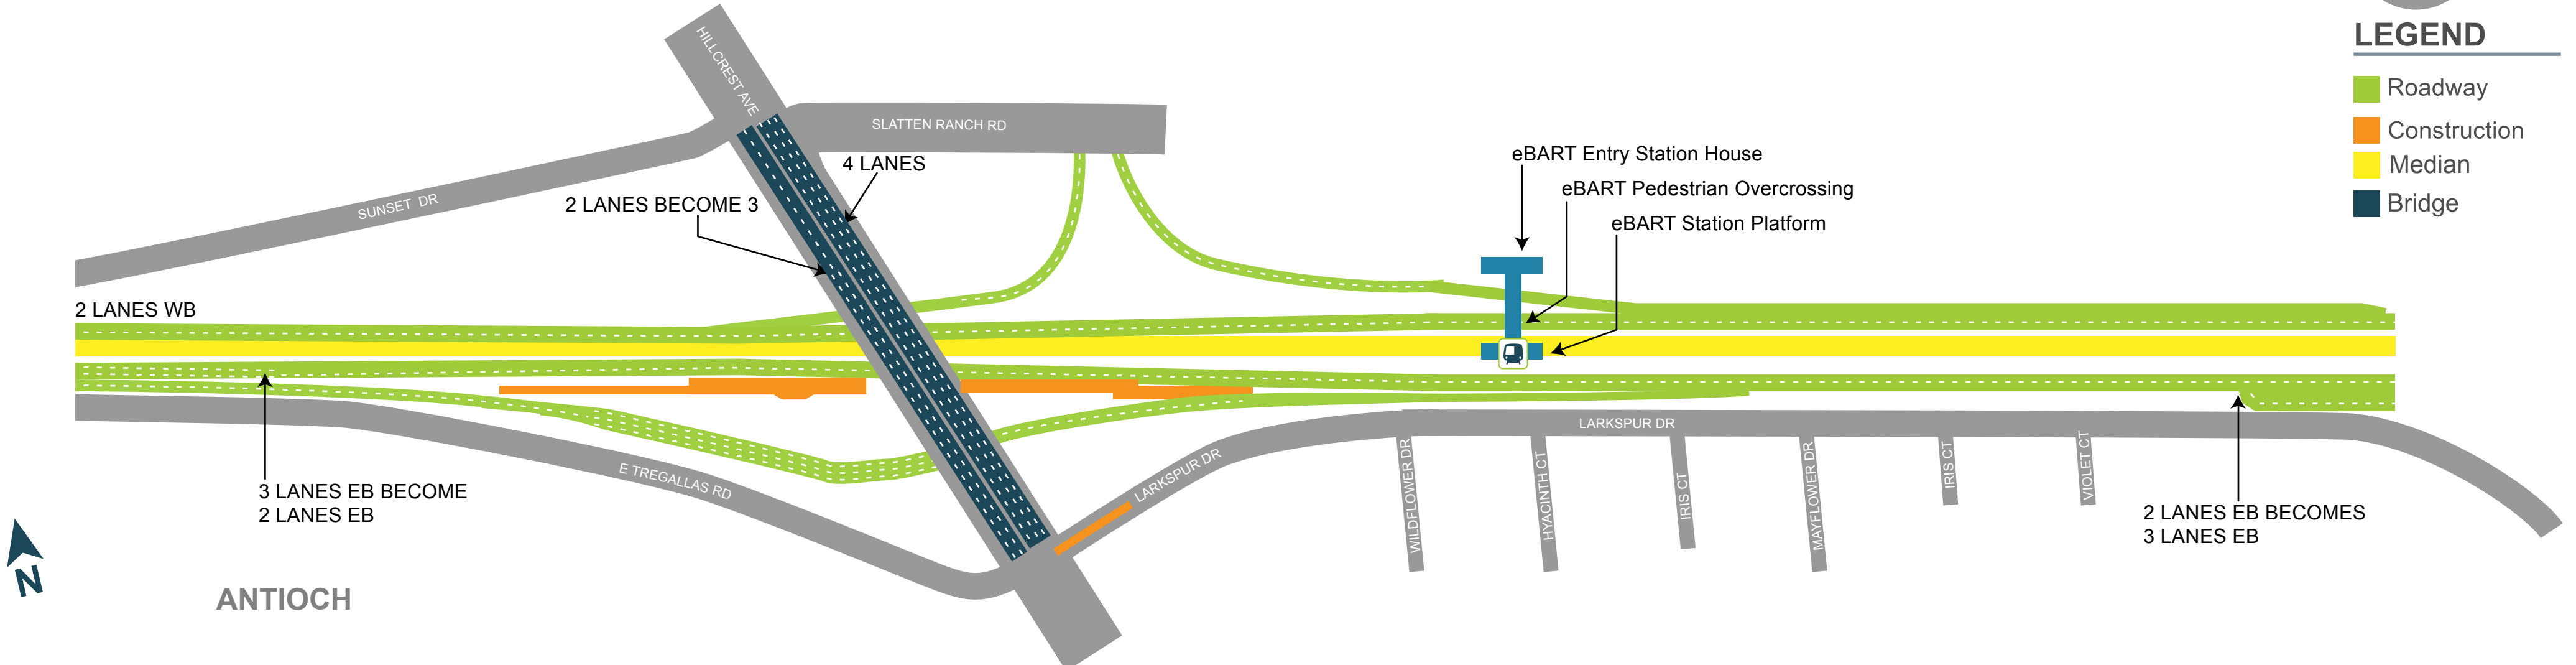 LEGEND
Roadway
Construction
Median
Bridge
HILLCREST AVE
SLATTEN RANCH RD
4 LANES
2 LANES BECOME 3
SUNSET DR
eBART Entry Station House
eBART Pedestrian Overcrossing
eBART Station Platform
2 LANES WB
3 LANES EB BECOME
2 LANES EB
E TREGALLAS RD
LARKSPUR DR
LARKSPUR DR
WILDFLOWER DR
HYACINTH CT
IRIS CT
MAYFLOWER DR
IRIS CT
VIOLET CT
2 LANES EB BECOMES
3 LANES EB
N
ANTIOCH